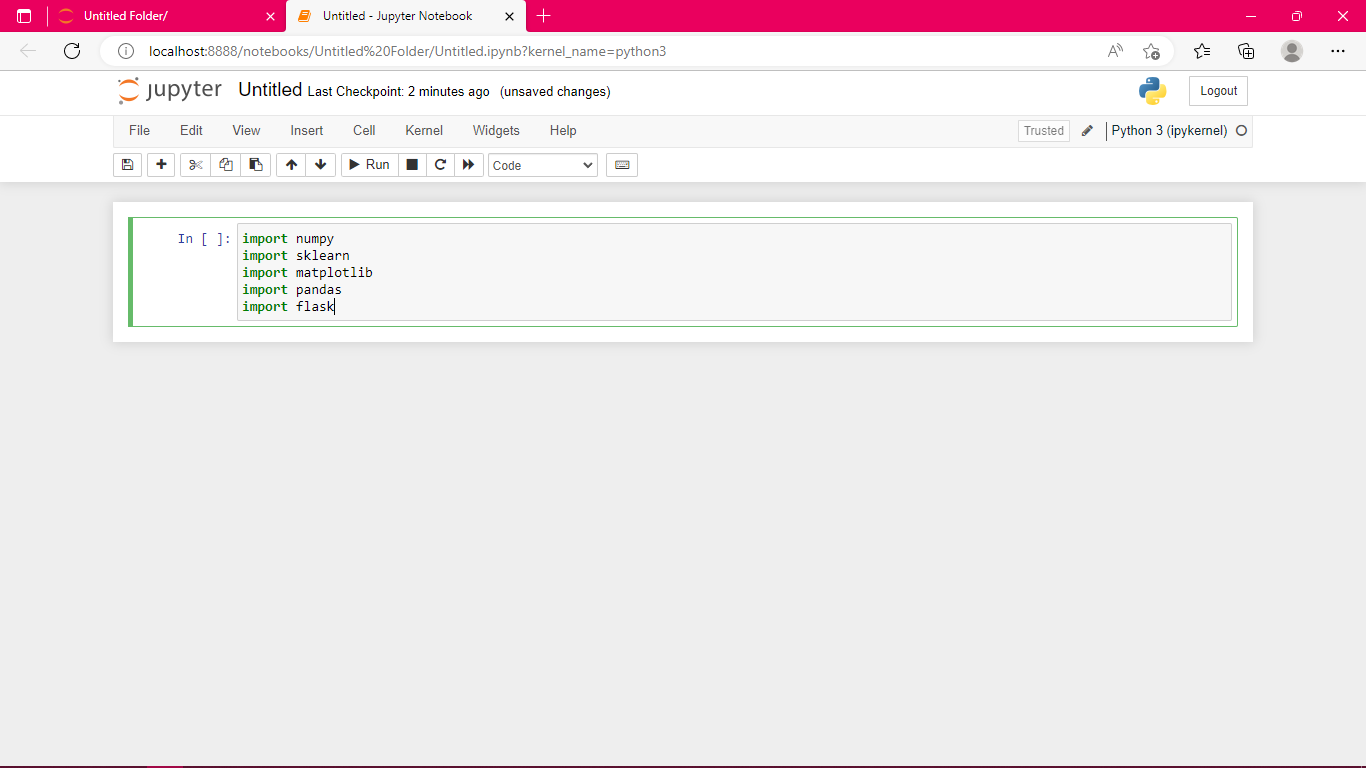 Untitled Folder/
Untitled - Jupyter Notebook
localhost:8888/notebooks/Untitled%20Folder/Untitled.ipynb?kernel_name=python3
jupyter Untitled Last Checkpoint: 2 minutes ago (unsaved changes)
Logout
File Edit View Insert Cell Kernel Widgets Help
Trusted
Python 3 (ipykernel)
Run
Code
In [ ]:
import numpy
import sklearn
import matplotlib
import pandas
import flask